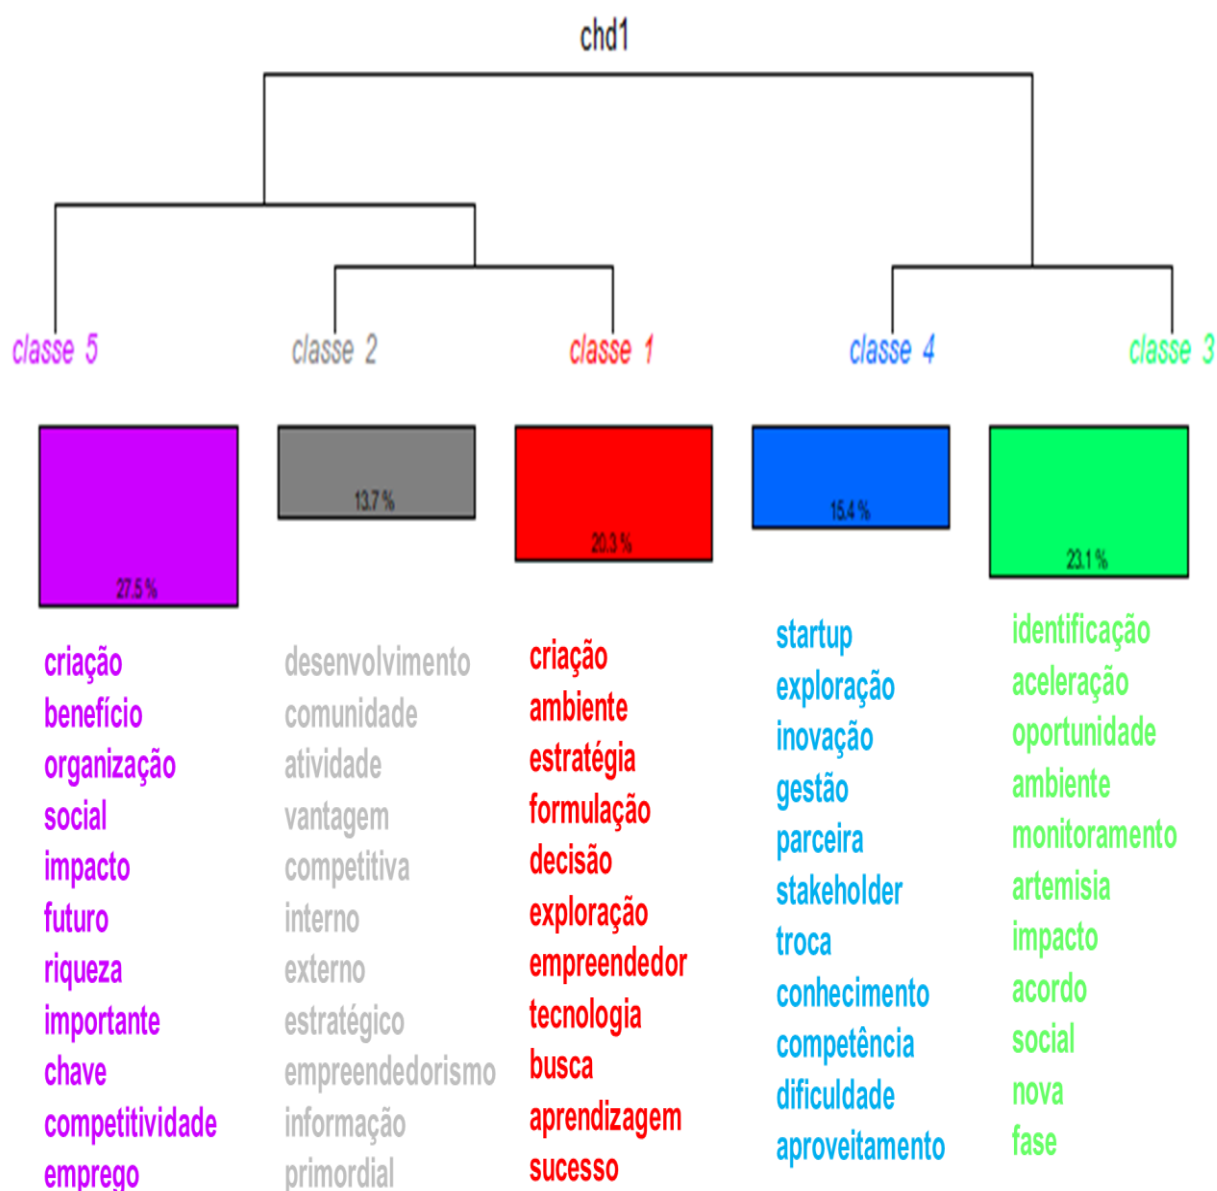 chd1
classe 5
classe 2
classe 1
classe 4
classe 3
27.5 %
13.7 %
20.3 %
15.4 %
23.1 %
criação
benefício
organização
social
impacto
futuro
riqueza
importante
chave
competitividade
emprego
desenvolvimento
comunidade
atividade
vantagem
competitiva
interno
externo
estratégico
empreendedorismo
informação
primordial
criação
ambiente
estratégia
formulação
decisão
exploração
empreendedor
tecnologia
busca
aprendizagem
sucesso
startup
exploração
inovação
gestão
parceira
stakeholder
troca
conhecimento
competência
dificuldade
aproveitamento
identificação
aceleração
oportunidade
ambiente
monitoramento
artemisia
impacto
acordo
social
nova
fase